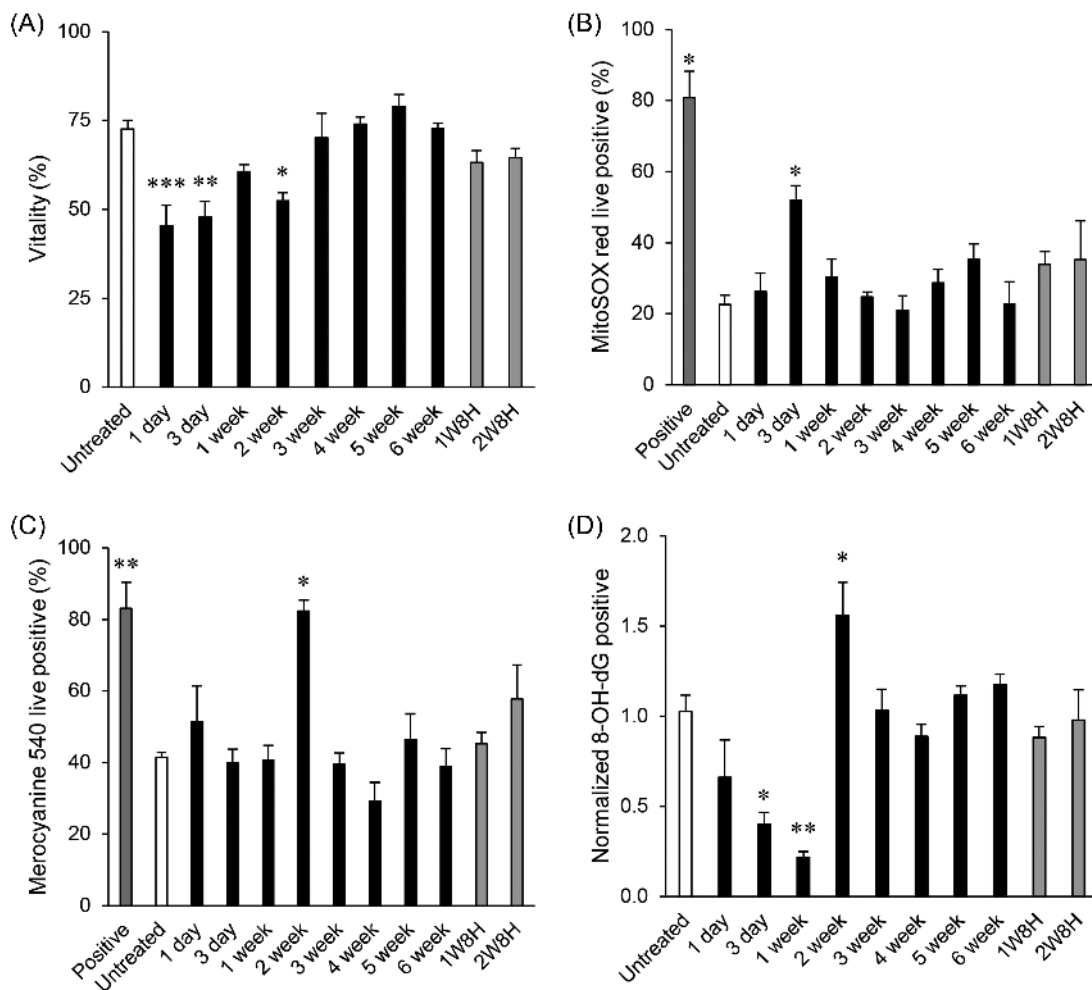 (A)
Vitality (%)
100
75
50
25
0
***
**
*
Untreated
1 day
3 day
1 week
2 week
3 week
4 week
5 week
6 week
1W8H
2W8H
(B)
MitoSOX red live positive (%)
100
80
60
40
20
0
*
*
Positive
Untreated
1 day
3 day
1 week
2 week
3 week
4 week
5 week
6 week
1W8H
2W8H
(C)
Merocyanine 540 live positive (%)
100
80
60
40
20
0
**
*
Positive
Untreated
1 day
3 day
1 week
2 week
3 week
4 week
5 week
6 week
1W8H
2W8H
(D)
Normalized 8-OH-dG positive
2.0
1.5
1.0
0.5
0.0
*
**
*
Untreated
1 day
3 day
1 week
2 week
3 week
4 week
5 week
6 week
1W8H
2W8H